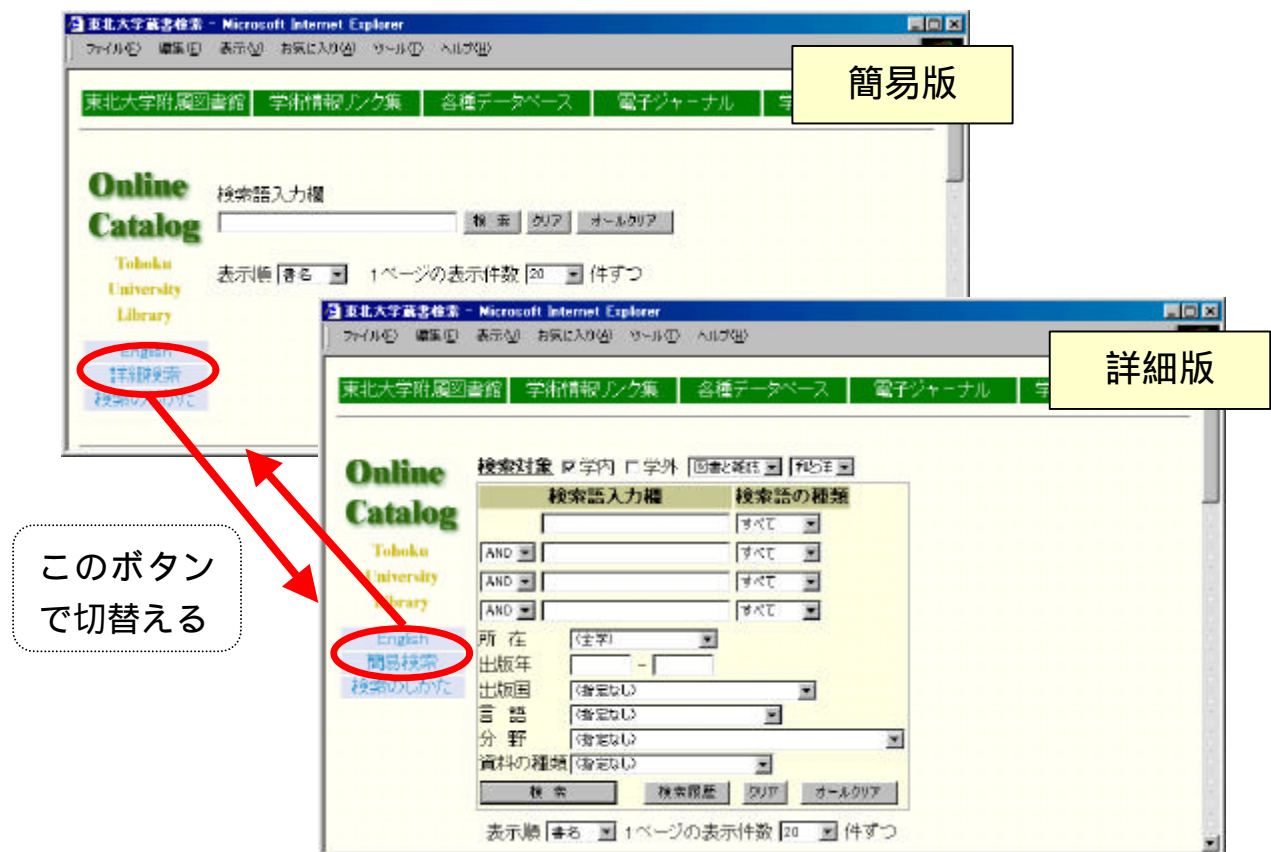 東北大学蔵書検索 - Microsoft Internet Explorer
ファイル(F) 編集(E) 表示(V) お気に入り(A) ツール(T) ヘルプ(H)
簡易版
東北大学附属図書館 学術情報リンク集 各種データベース 電子ジャーナル 学
Online
Catalog
Tohoku
University
Library
English
詳細検索
検索のしかた
検索語入力欄
検 索 クリア オールクリア
表示順 書名 1ページの表示件数 20 件ずつ
東北大学蔵書検索 - Microsoft Internet Explorer
ファイル(F) 編集(E) 表示(V) お気に入り(A) ツール(T) ヘルプ(H)
詳細版
東北大学附属図書館 学術情報リンク集 各種データベース 電子ジャーナル 学
Online
Catalog
Tohoku
University
Library
English
簡易検索
検索のしかた
検索対象 学内 学外 図書と雑誌 和と洋
検索語入力欄 検索語の種類
すべて
AND すべて
AND すべて
AND すべて
所 在 (全学)
出版年 -
出版国 (指定なし)
言 語 (指定なし)
分 野 (指定なし)
資料の種類 (指定なし)
検 索 検索履歴 クリア オールクリア
表示順 書名 1ページの表示件数 20 件ずつ
このボタン
で切替える